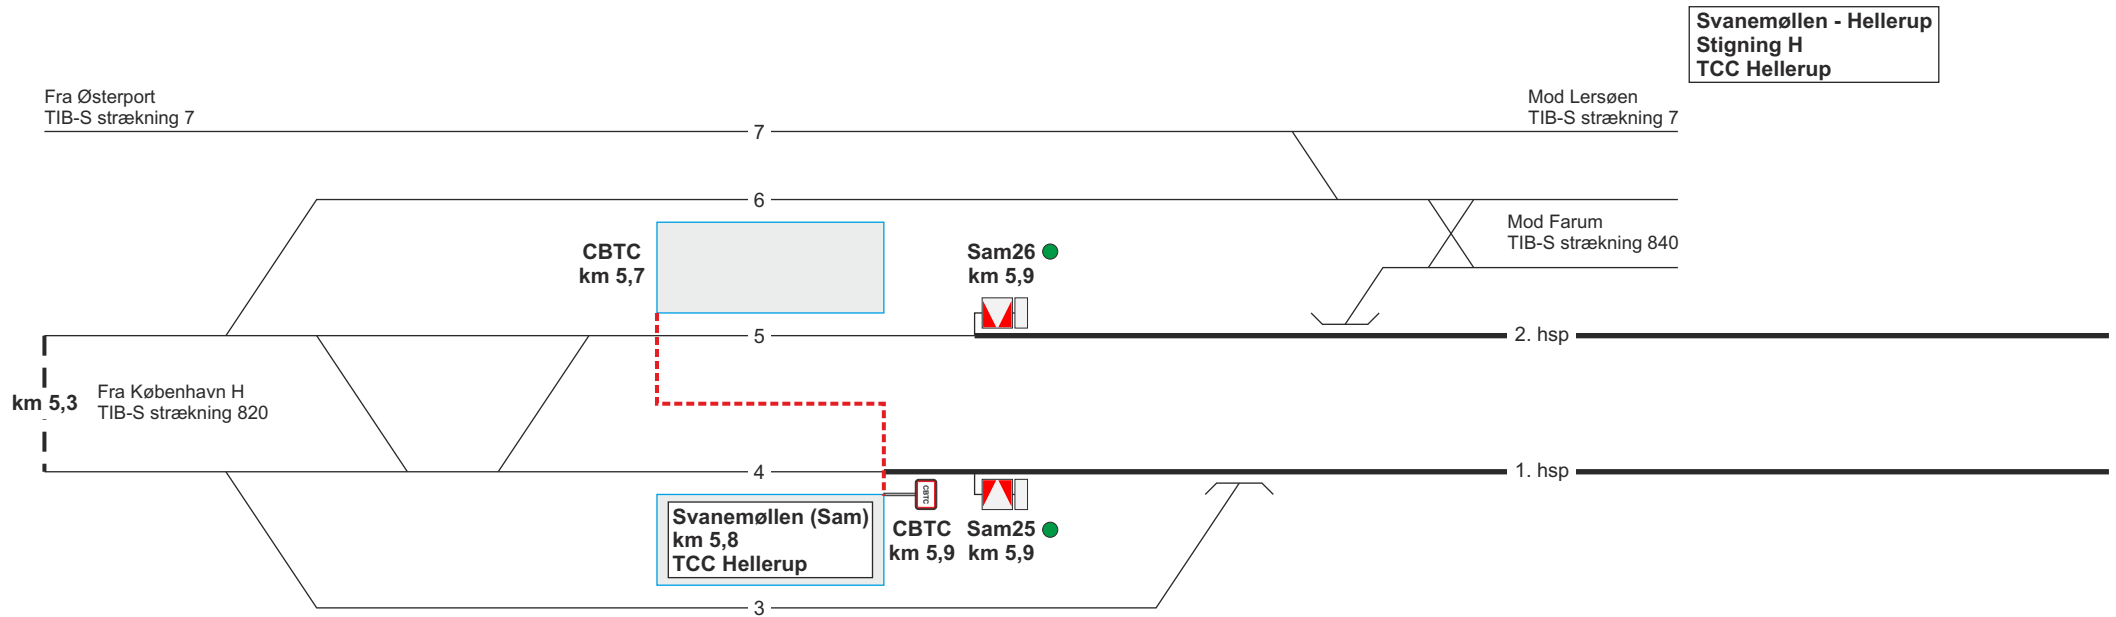 Svanemøllen - Hellerup
Stigning H
TCC Hellerup
Fra Østerport
TIB-S strækning 7
Mod Lersøen
TIB-S strækning 7
7
6
Mod Farum
TIB-S strækning 840
CBTC
km 5,7
Sam26
km 5,9
5
2. hsp
km 5,3
Fra København H
TIB-S strækning 820
4
1. hsp
CBTC
Svanemøllen (Sam)
km 5,8
TCC Hellerup
CBTC
km 5,9
Sam25
km 5,9
3